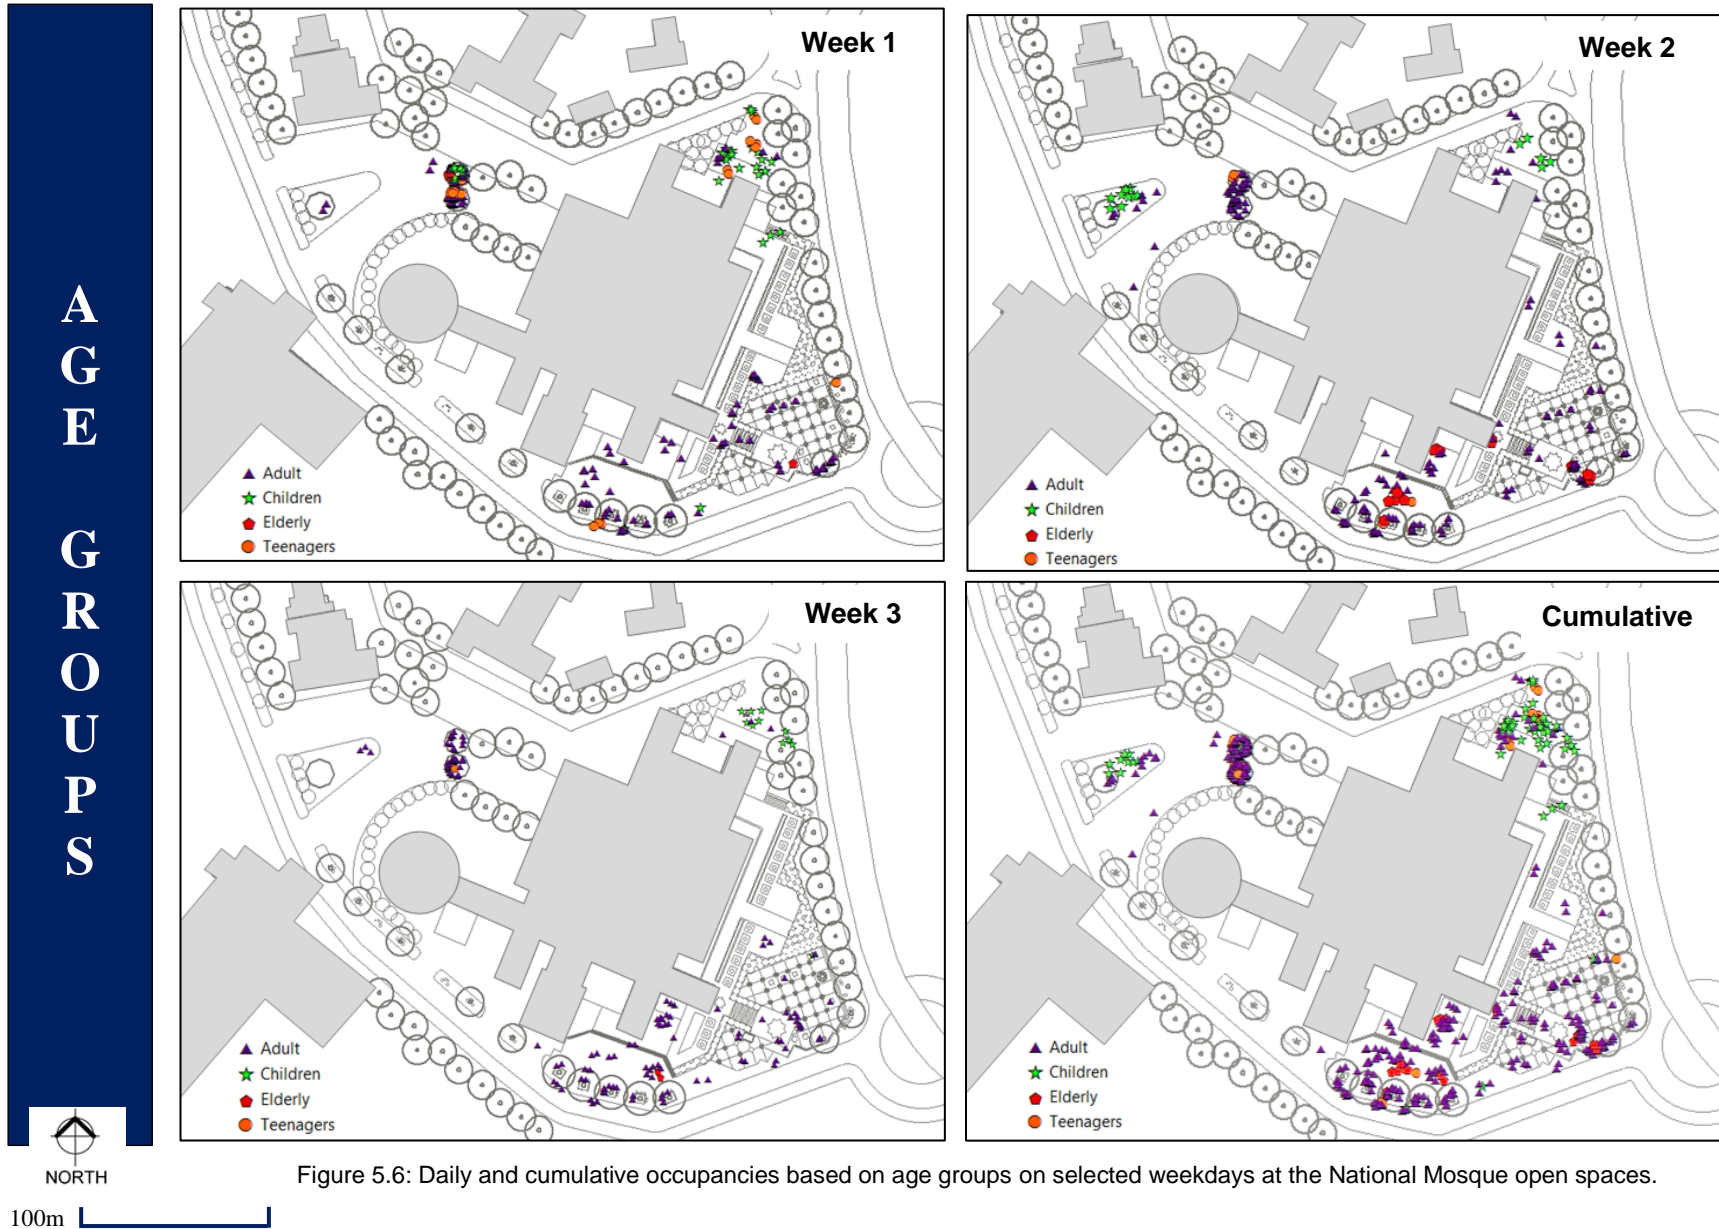 AGE GROUPS
Week 1
Adult
Children
Elderly
Teenagers
Week 2
Adult
Children
Elderly
Teenagers
Week 3
Adult
Children
Elderly
Teenagers
Cumulative
Adult
Children
Elderly
Teenagers
NORTH
Figure 5.6: Daily and cumulative occupancies based on age groups on selected weekdays at the National Mosque open spaces.
100m